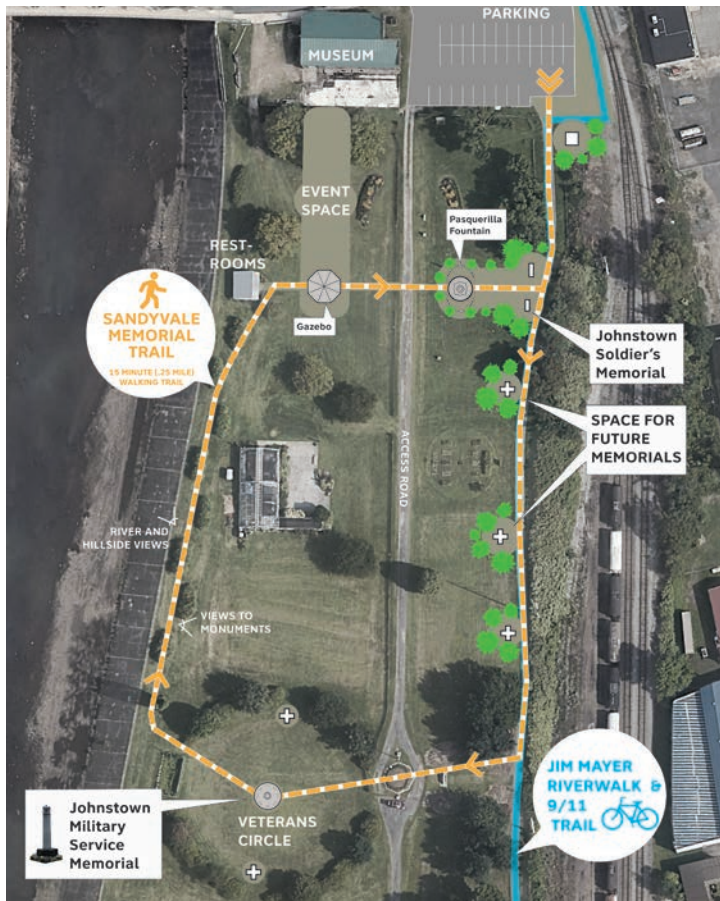 PARKING
MUSEUM
EVENT
SPACE
Pasquerilla
Fountain
REST-
ROOMS
Gazebo
SANDYVALE
MEMORIAL
TRAIL
15 MINUTE (.25 MILE)
WALKING TRAIL
Johnstown
Soldier's
Memorial
SPACE FOR
FUTURE
MEMORIALS
ACCESS ROAD
RIVER AND
HILLSIDE VIEWS
VIEWS TO
MONUMENTS
JIM MAYER
RIVERWALK &
9/11
TRAIL
Johnstown
Military
Service
Memorial
VETERANS
CIRCLE